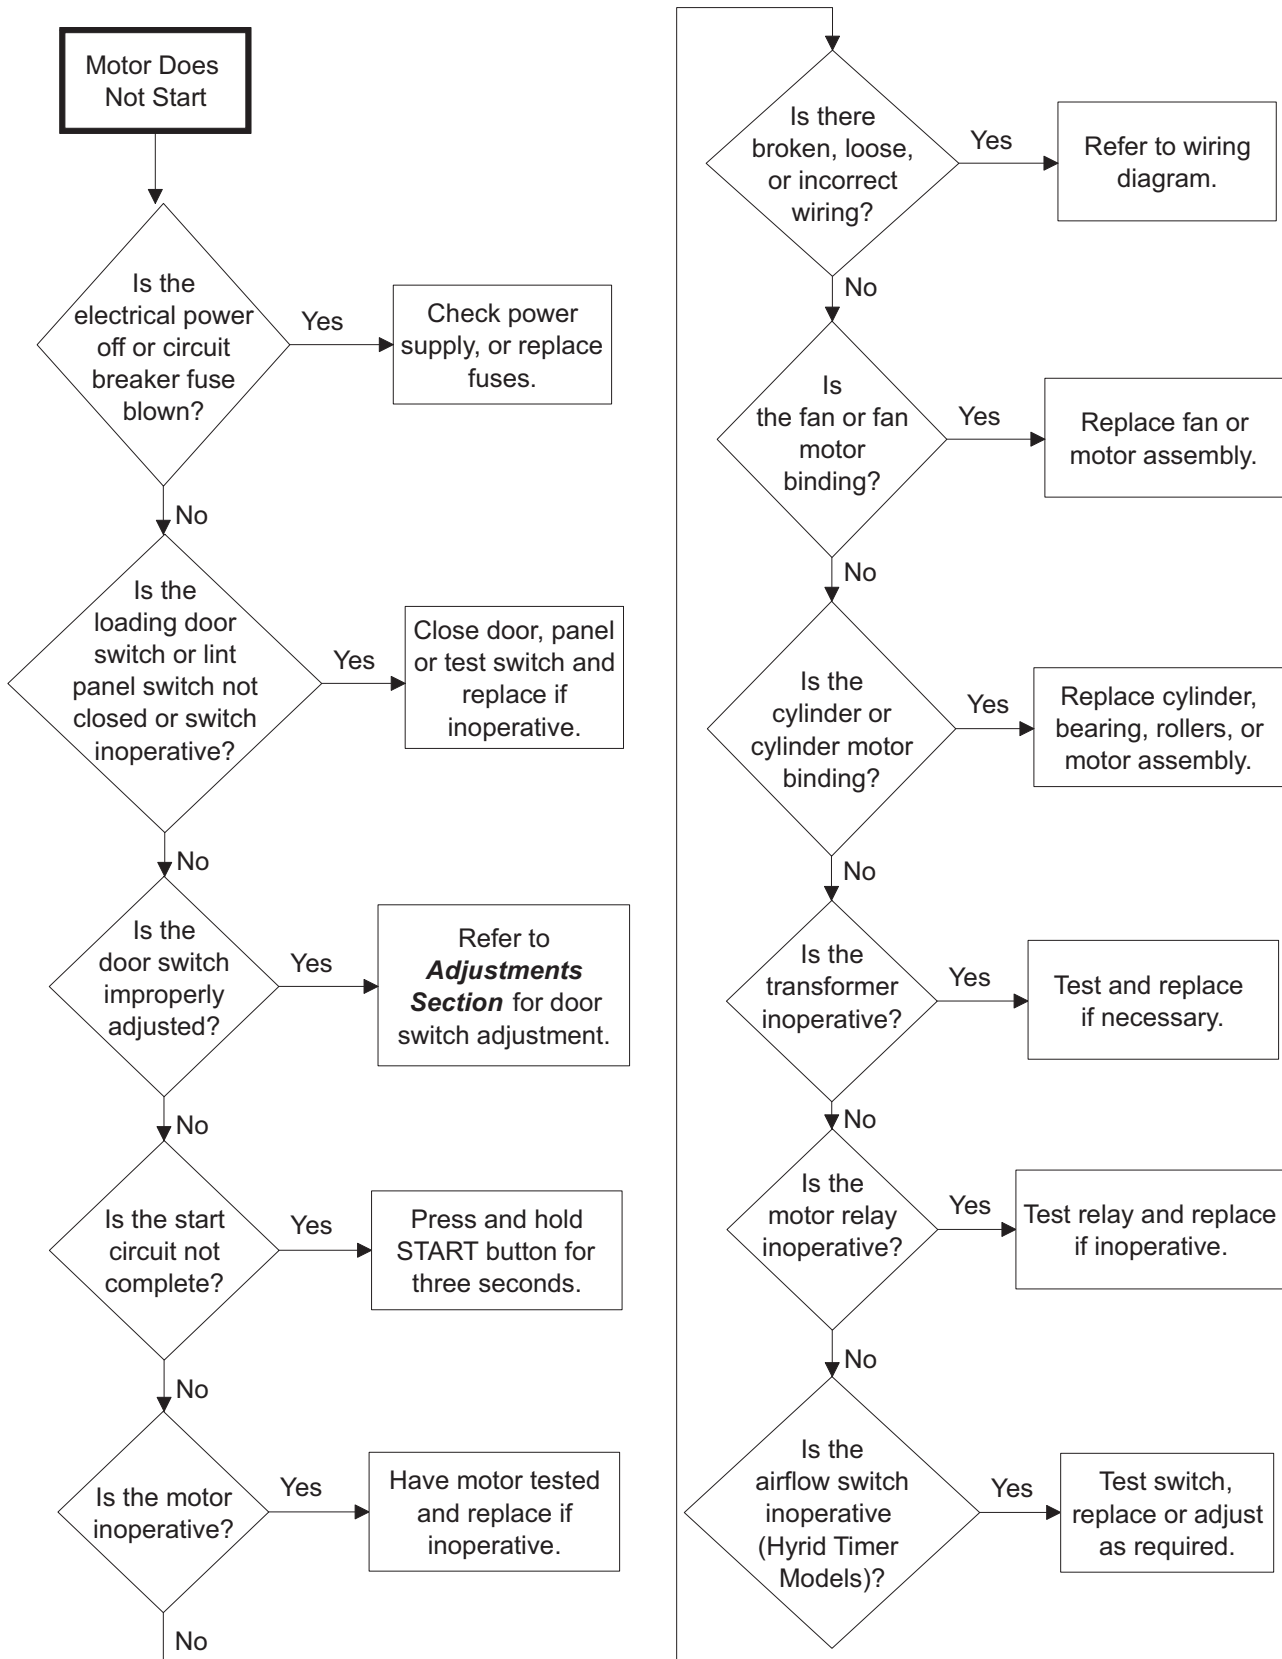 Motor Does
Not Start
Is the
electrical power
off or circuit
breaker fuse
blown?
Yes
Check power
supply, or replace
fuses.
No
Is the
loading door
switch or lint
panel switch not
closed or switch
inoperative?
Yes
Close door, panel
or test switch and
replace if
inoperative.
No
Is the
door switch
improperly
adjusted?
Yes
Refer to
Adjustments
Section for door
switch adjustment.
No
Is the start
circuit not
complete?
Yes
Press and hold
START button for
three seconds.
No
Is the motor
inoperative?
Yes
Have motor tested
and replace if
inoperative.
No
Is there
broken, loose,
or incorrect
wiring?
Yes
Refer to wiring
diagram.
No
Is
the fan or fan
motor
binding?
Yes
Replace fan or
motor assembly.
No
Is the
cylinder or
cylinder motor
binding?
Yes
Replace cylinder,
bearing, rollers, or
motor assembly.
No
Is the
transformer
inoperative?
Yes
Test and replace
if necessary.
No
Is the
motor relay
inoperative?
Yes
Test relay and replace
if inoperative.
No
Is the
airflow switch
inoperative
(Hyrid Timer
Models)?
Yes
Test switch,
replace or adjust
as required.